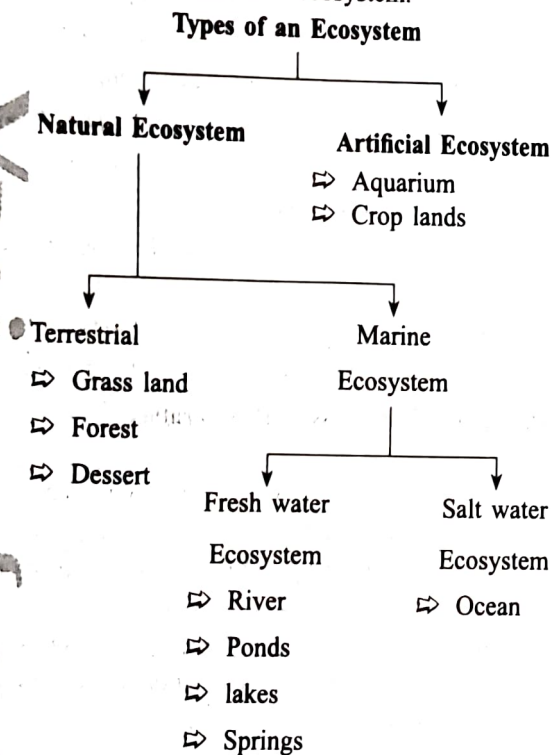 Types of an Ecosystem
Natural Ecosystem
Artificial Ecosystem
⇨ Aquarium
⇨ Crop lands
Terrestrial
⇨ Grass land
⇨ Forest
⇨ Dessert
Marine
Ecosystem
Fresh water
Ecosystem
⇨ River
⇨ Ponds
⇨ lakes
⇨ Springs
Salt water
Ecosystem
⇨ Ocean